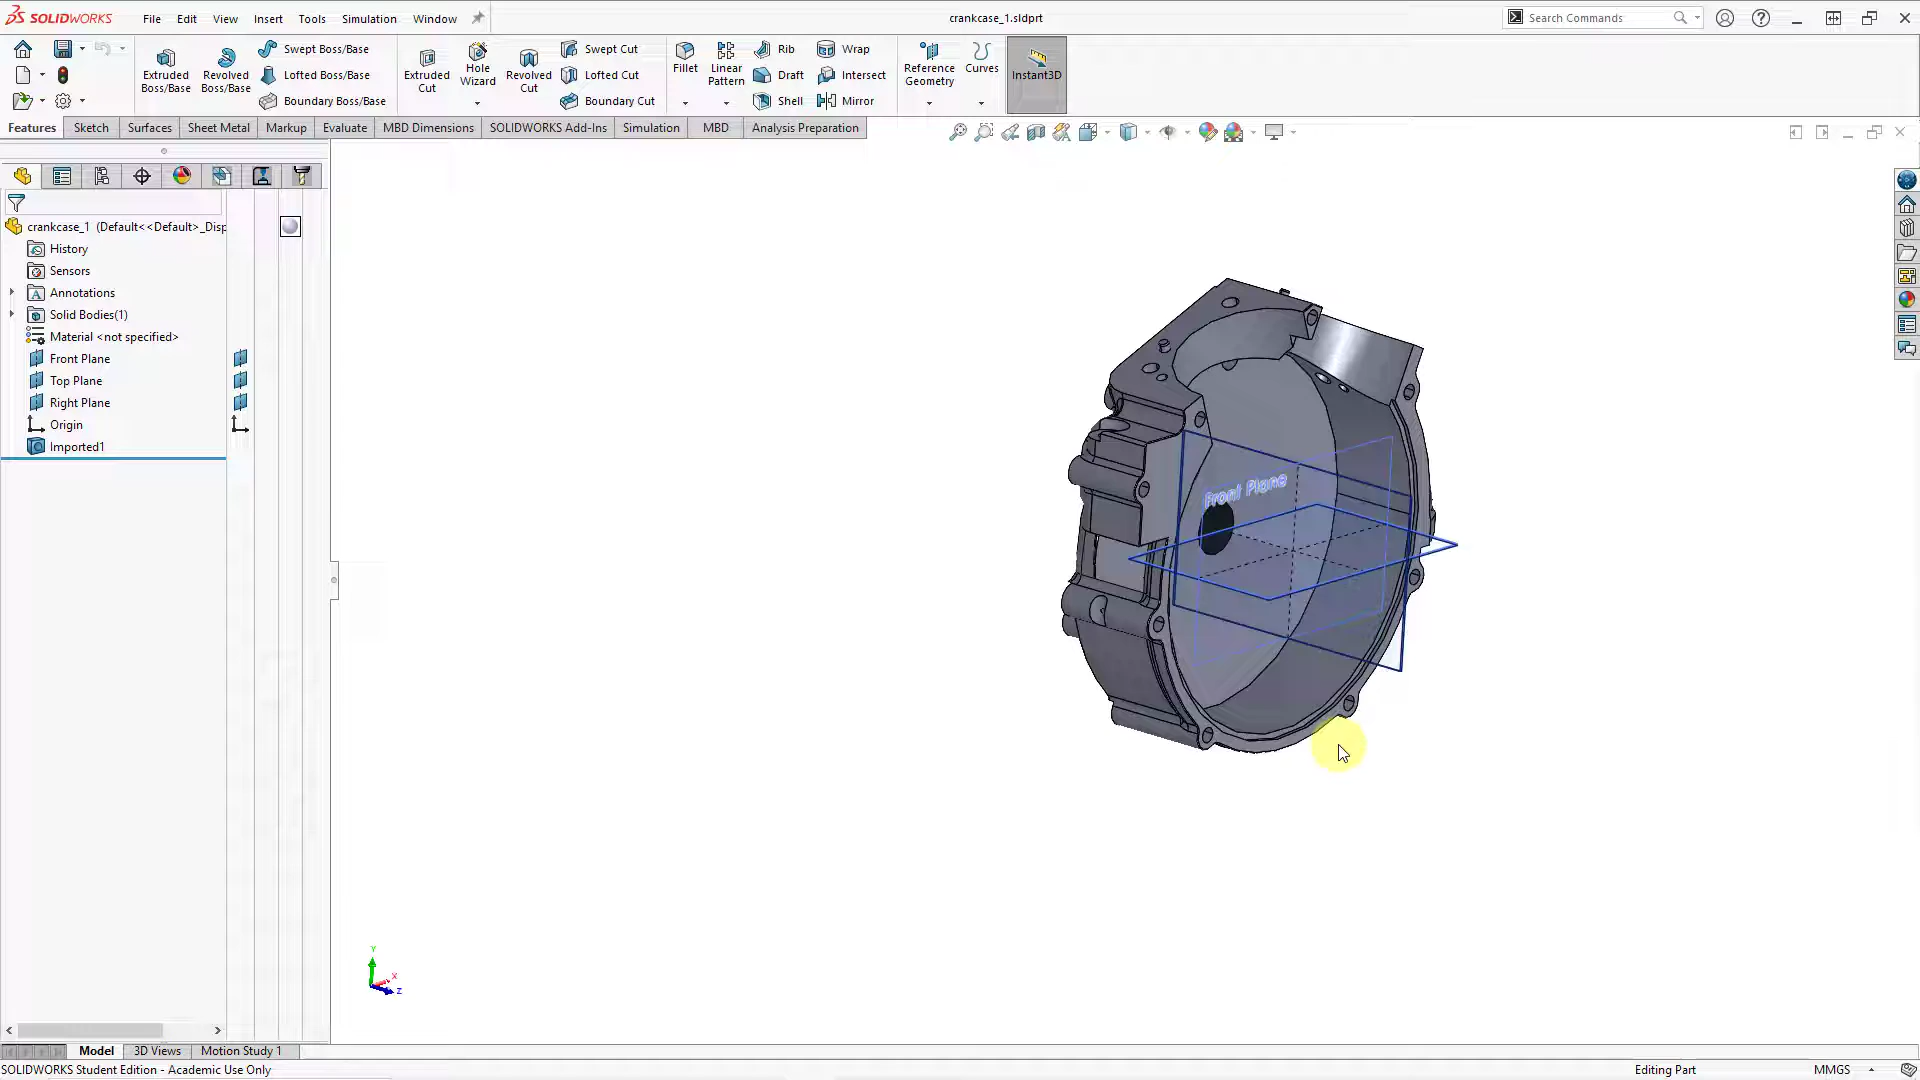 SOLIDWORKS File Edit View Insert Tools Simulation Window crankcase_1.sldprt Search Commands
Extruded Boss/Base
Revolved Boss/Base
Swept Boss/Base
Lofted Boss/Base
Boundary Boss/Base
Extruded Cut
Hole Wizard
Revolved Cut
Swept Cut
Lofted Cut
Boundary Cut
Fillet
Linear Pattern
Rib
Draft
Shell
Wrap
Intersect
Mirror
Reference Geometry
Curves
Instant3D
Features Sketch Surfaces Sheet Metal Markup Evaluate MBD Dimensions SOLIDWORKS Add-Ins Simulation MBD Analysis Preparation
crankcase_1 (Default<<Default>_Disp
History
Sensors
Annotations
Solid Bodies(1)
Material <not specified>
Front Plane
Top Plane
Right Plane
Origin
Imported1
Front Plane
Y
X
Z
Model 3D Views Motion Study 1
SOLIDWORKS Student Edition - Academic Use Only Editing Part MMGS